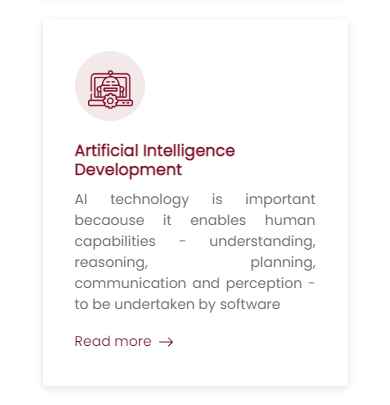 Artificial Intelligence
Development
AI technology is important
becaouse it enables human
capabilities - understanding,
reasoning, planning,
communication and perception -
to be undertaken by software
Read more →